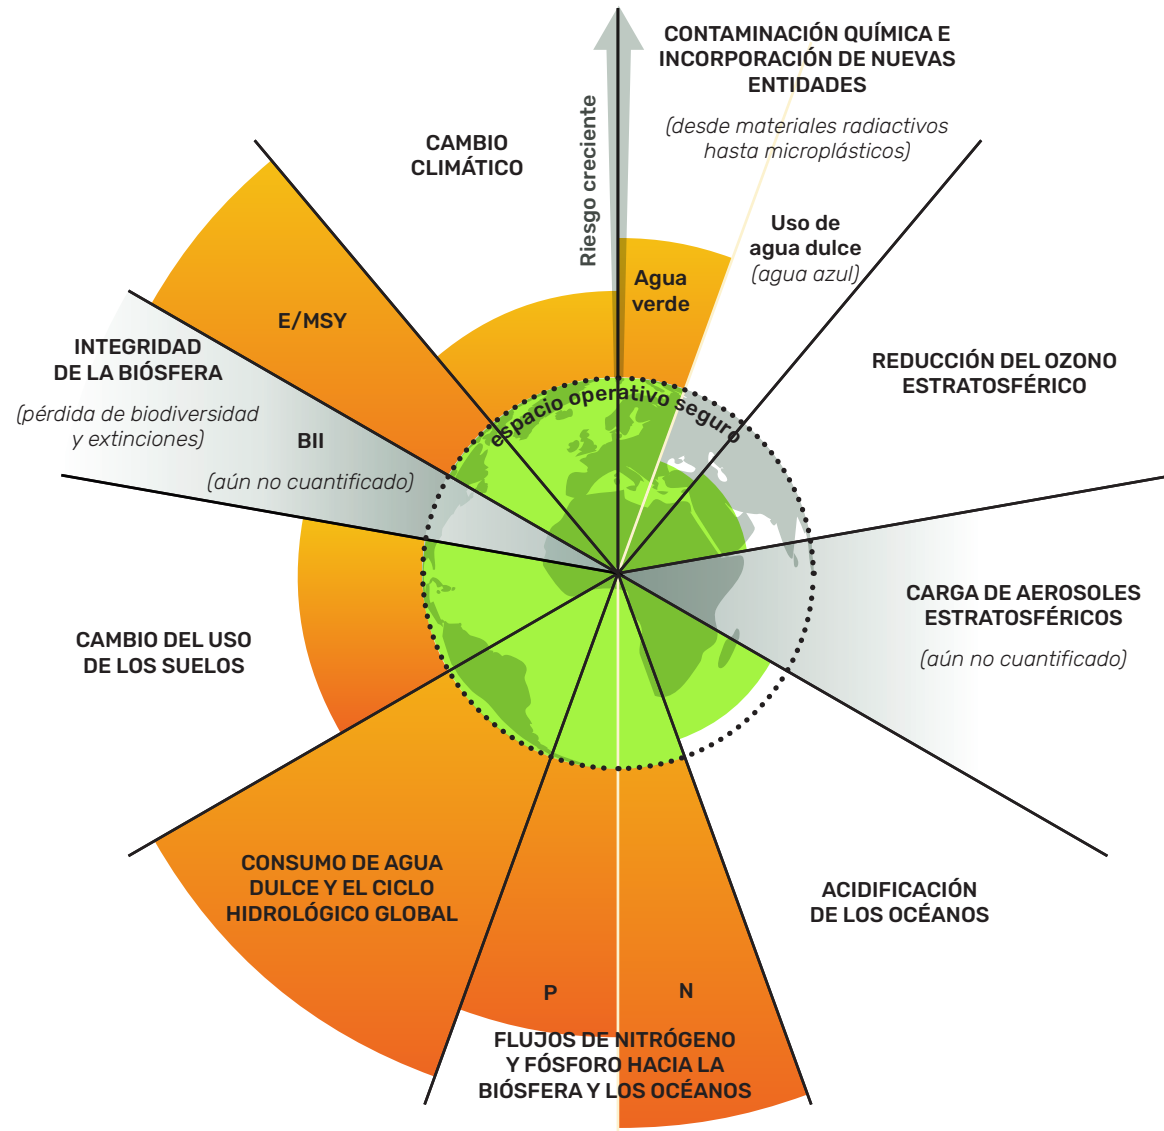 CONTAMINACIÓN QUÍMICA E
INCORPORACIÓN DE NUEVAS
ENTIDADES
(desde materiales radiactivos
hasta microplásticos)
CAMBIO
CLIMÁTICO
Riesgo creciente
Uso de
agua dulce
(agua azul)
Agua
verde
E/MSY
INTEGRIDAD
DE LA BIÓSFERA
(pérdida de biodiversidad
y extinciones)
BII
(aún no cuantificado)
espacio operativo seguro
REDUCCIÓN DEL OZONO
ESTRATOSFÉRICO
CARGA DE AEROSOLES
ESTRATOSFÉRICOS
(aún no cuantificado)
CAMBIO DEL USO
DE LOS SUELOS
CONSUMO DE AGUA
DULCE Y EL CICLO
HIDROLÓGICO GLOBAL
ACIDIFICACIÓN
DE LOS OCÉANOS
P
N
FLUJOS DE NITRÓGENO
Y FÓSFORO HACIA LA
BIÓSFERA Y LOS OCÉANOS